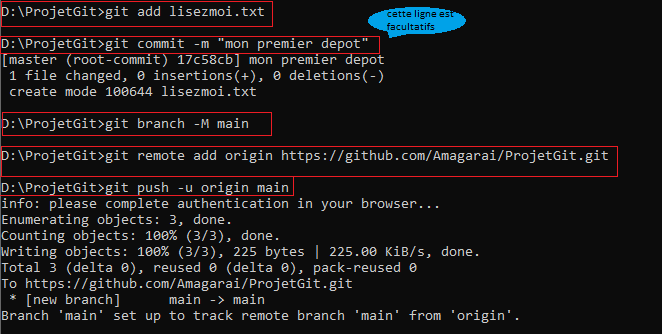 D:\ProjetGit>git add lisezmoi.txt
cette ligne est
facultatifs
D:\ProjetGit>git commit -m "mon premier depot"
[master (root-commit) 17c58cb] mon premier depot
 1 file changed, 0 insertions(+), 0 deletions(-)
 create mode 100644 lisezmoi.txt
D:\ProjetGit>git branch -M main
D:\ProjetGit>git remote add origin https://github.com/Amagarai/ProjetGit.git
D:\ProjetGit>git push -u origin main
info: please complete authentication in your browser...
Enumerating objects: 3, done.
Counting objects: 100% (3/3), done.
Writing objects: 100% (3/3), 225 bytes | 225.00 KiB/s, done.
Total 3 (delta 0), reused 0 (delta 0), pack-reused 0
To https://github.com/Amagarai/ProjetGit.git
 * [new branch]      main -> main
Branch 'main' set up to track remote branch 'main' from 'origin'.